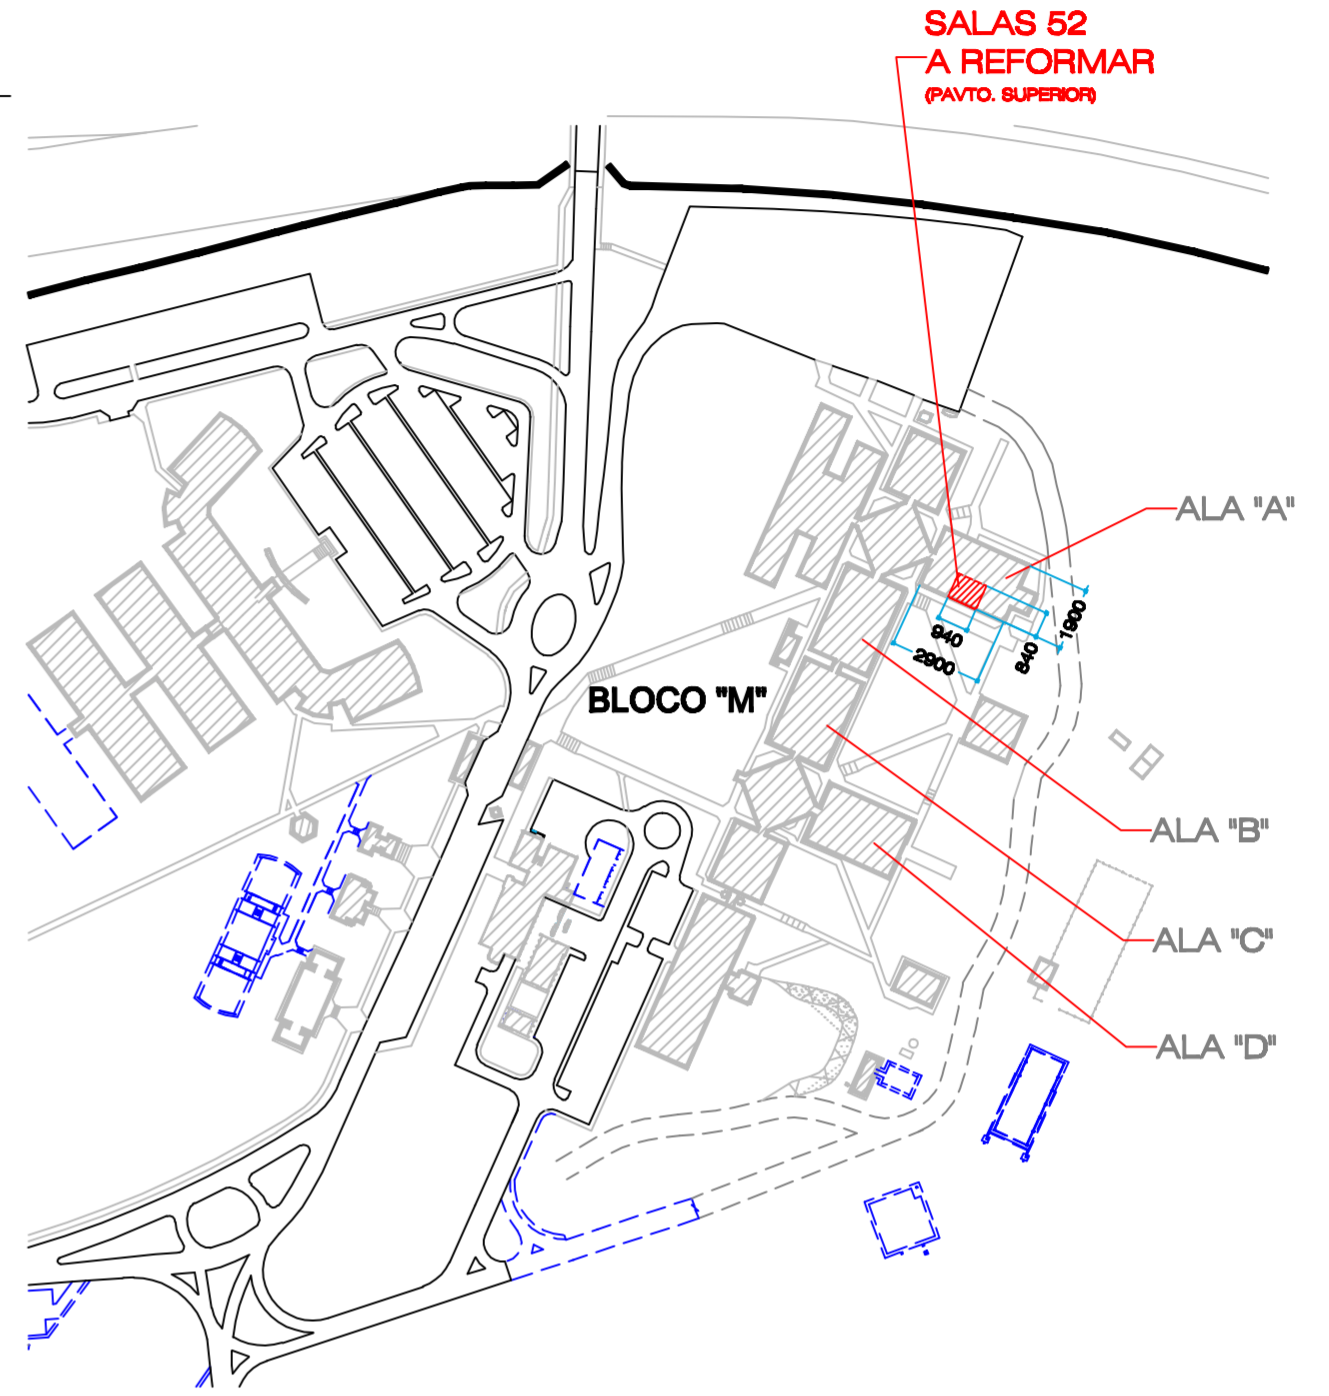 SALAS 52
A REFORMAR
(PAVTO. SUPERIOR)
ALA "A"
1900
940
840
2900
BLOCO "M"
ALA "B"
ALA "C"
ALA "D"